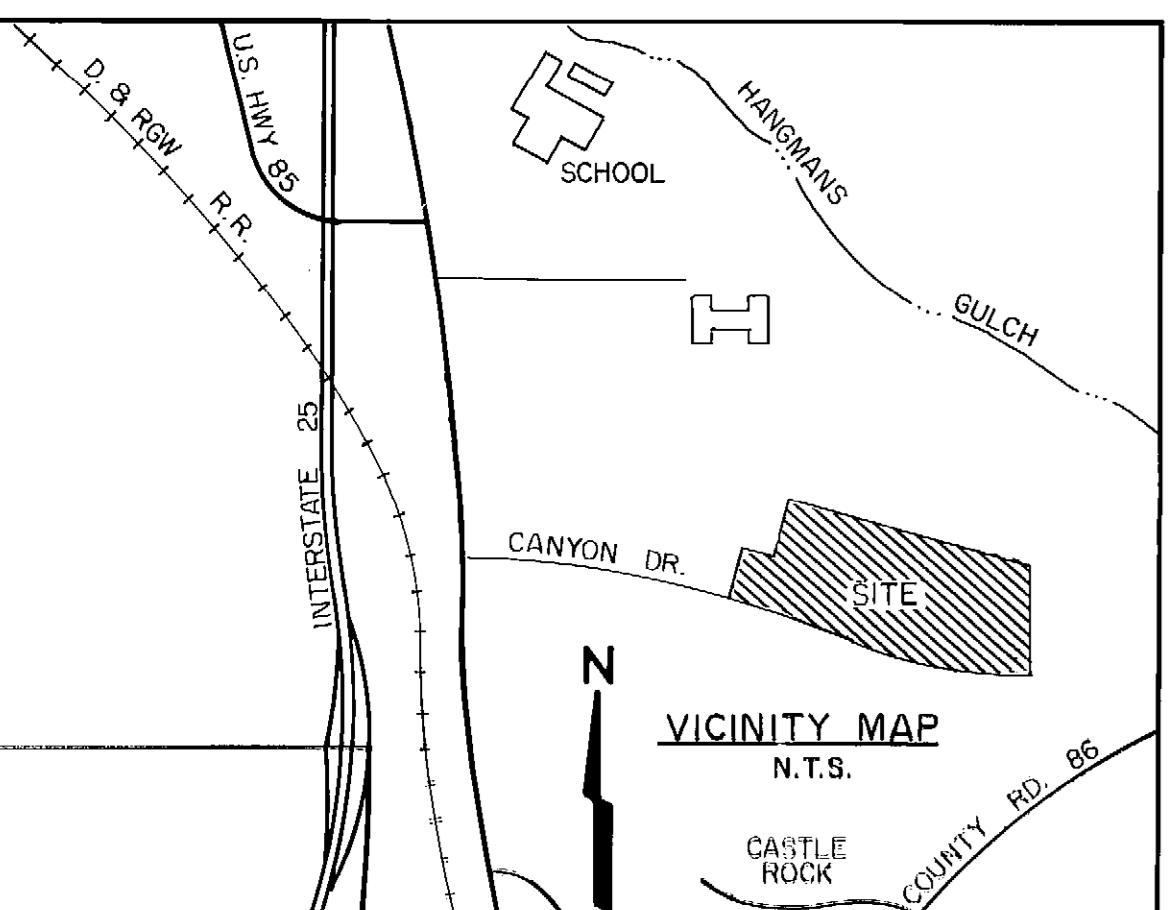 D. & RGW R.R.
U.S. HWY 85
SCHOOL
HANGMANS GULCH
INTERSTATE 25
CANYON DR.
SITE
N
VICINITY MAP
N.T.S.
CASTLE
ROCK
COUNTY RD. 86